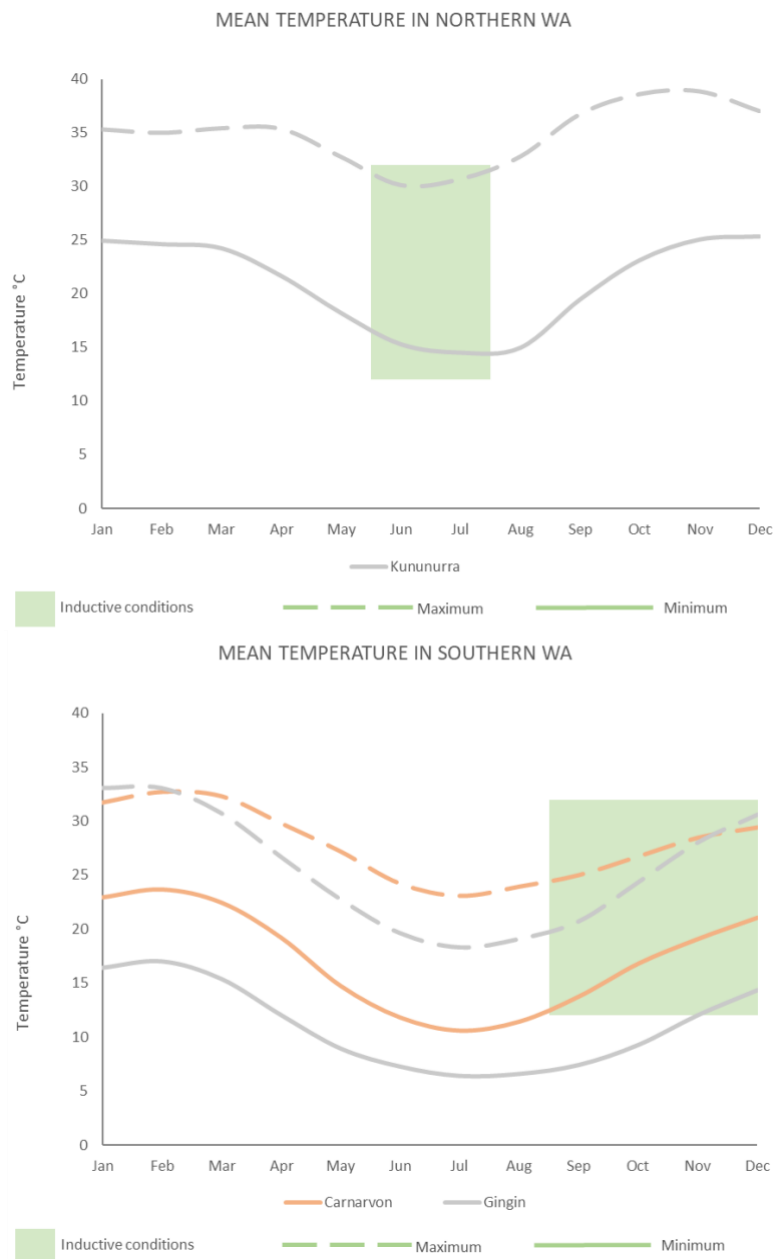 MEAN TEMPERATURE IN NORTHERN WA
40
35
30
25
20
15
10
5
0
Temperature °C
Jan Feb Mar Apr May Jun Jul Aug Sep Oct Nov Dec
Kununurra
Inductive conditions Maximum Minimum
MEAN TEMPERATURE IN SOUTHERN WA
40
35
30
25
20
15
10
5
0
Temperature °C
Jan Feb Mar Apr May Jun Jul Aug Sep Oct Nov Dec
Carnarvon Gingin
Inductive conditions Maximum Minimum